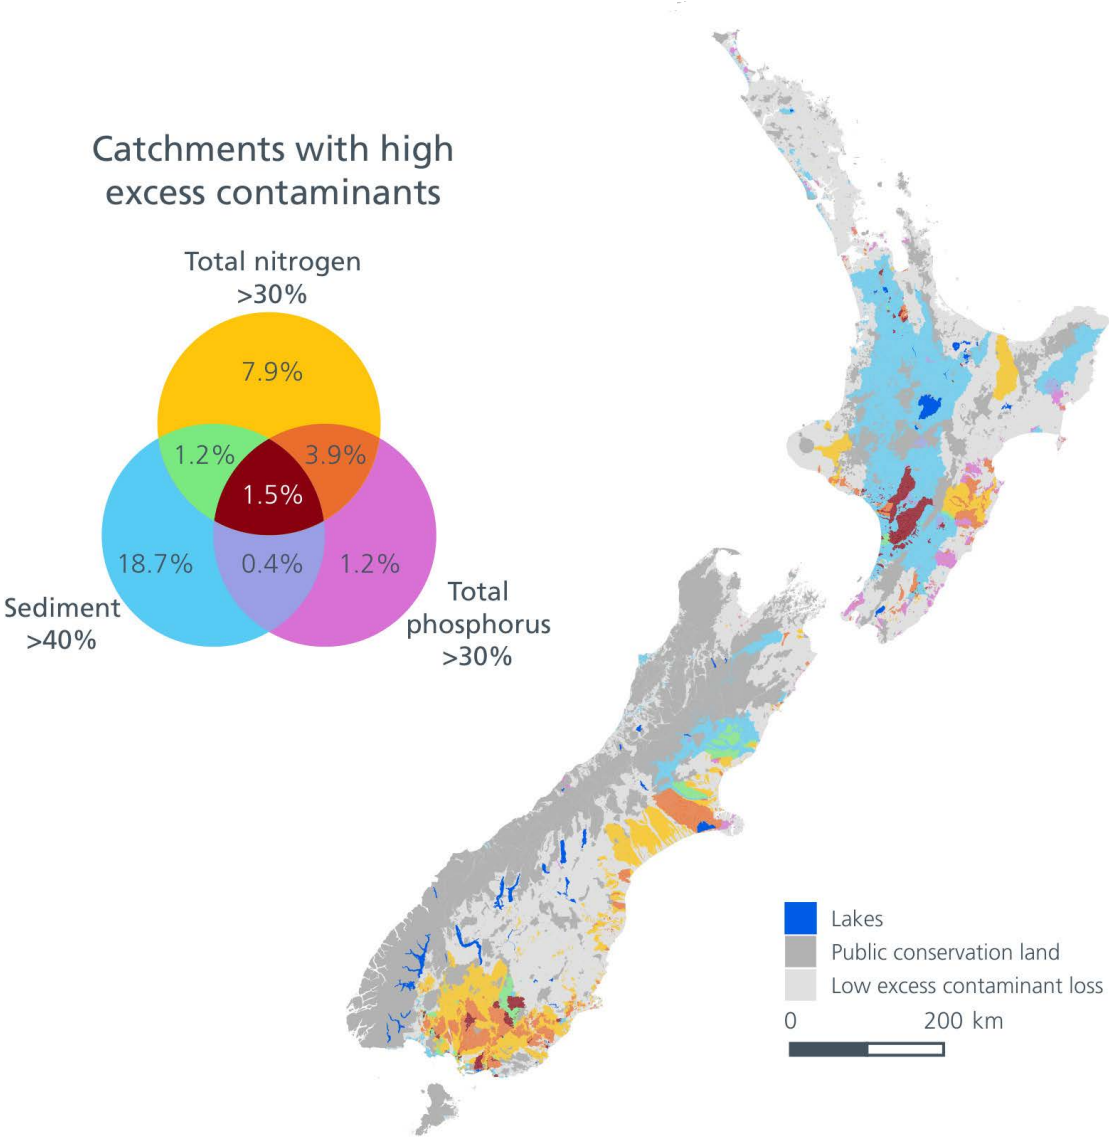 Catchments with high
excess contaminants
Total nitrogen
>30%
7.9%
1.2%
3.9%
1.5%
18.7%
0.4%
1.2%
Sediment
>40%
Total
phosphorus
>30%
Lakes
Public conservation land
Low excess contaminant loss
0
200 km